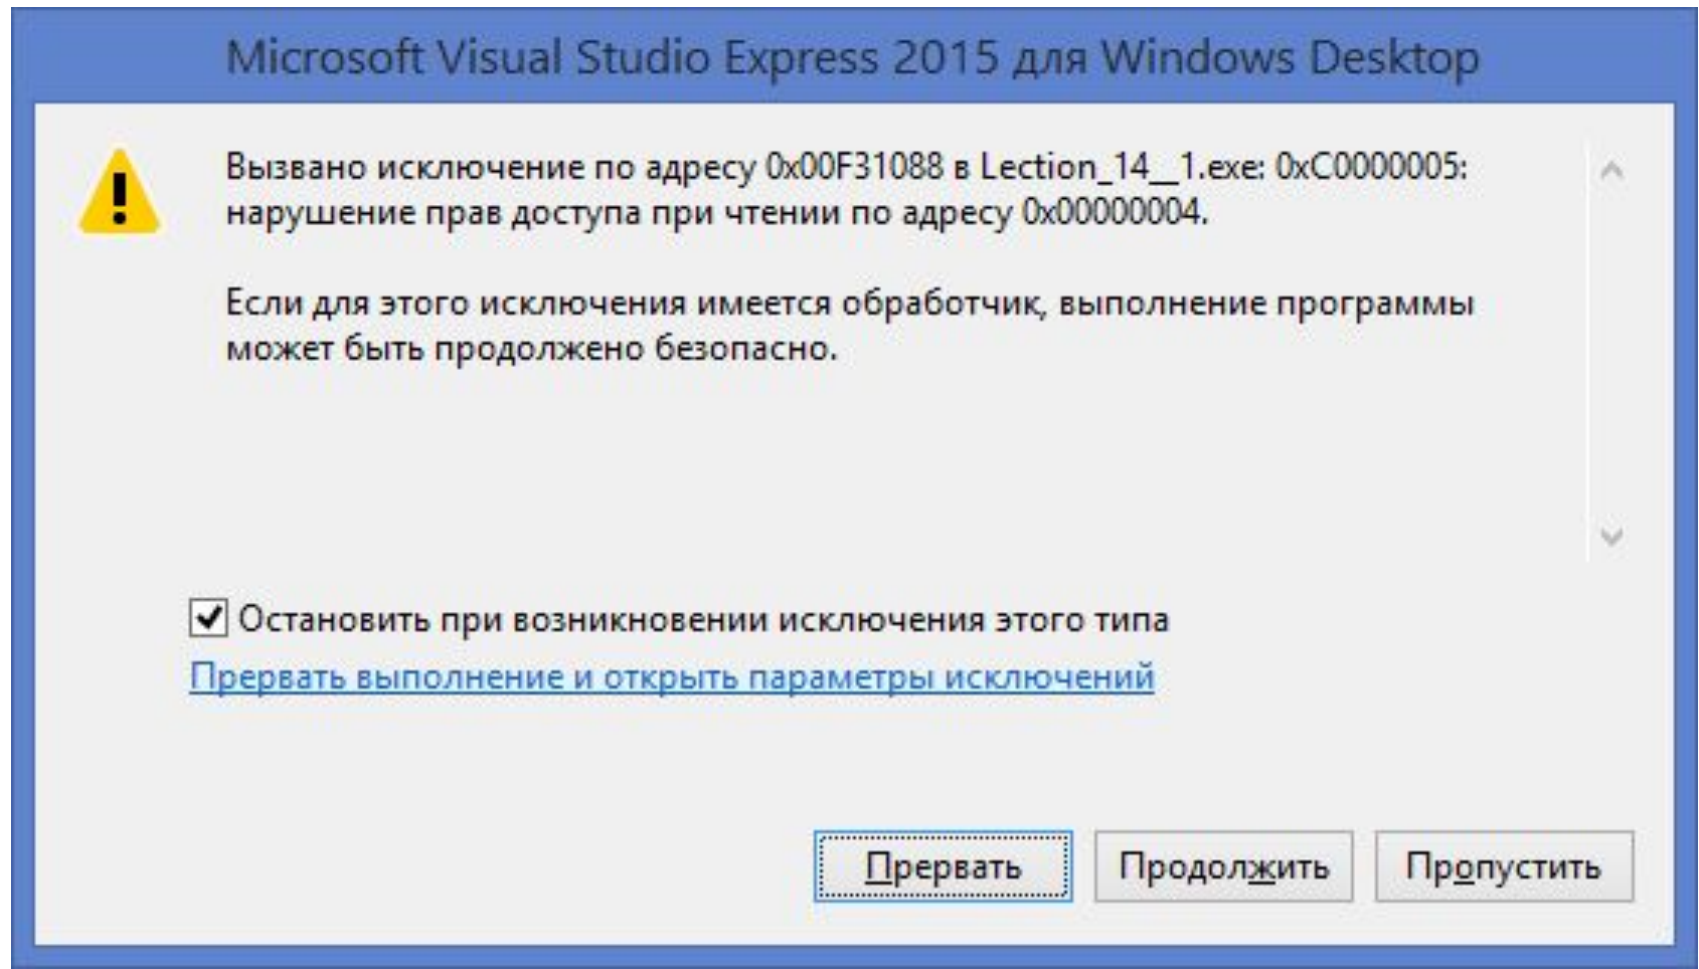 Microsoft Visual Studio Express 2015 для Windows Desktop
Вызвано исключение по адресу 0x00F31088 в Lection_14__1.exe: 0xC0000005:
нарушение прав доступа при чтении по адресу 0x00000004.
Если для этого исключения имеется обработчик, выполнение программы
может быть продолжено безопасно.
Остановить при возникновении исключения этого типа
Прервать выполнение и открыть параметры исключений
Прервать
Продолжить
Пропустить